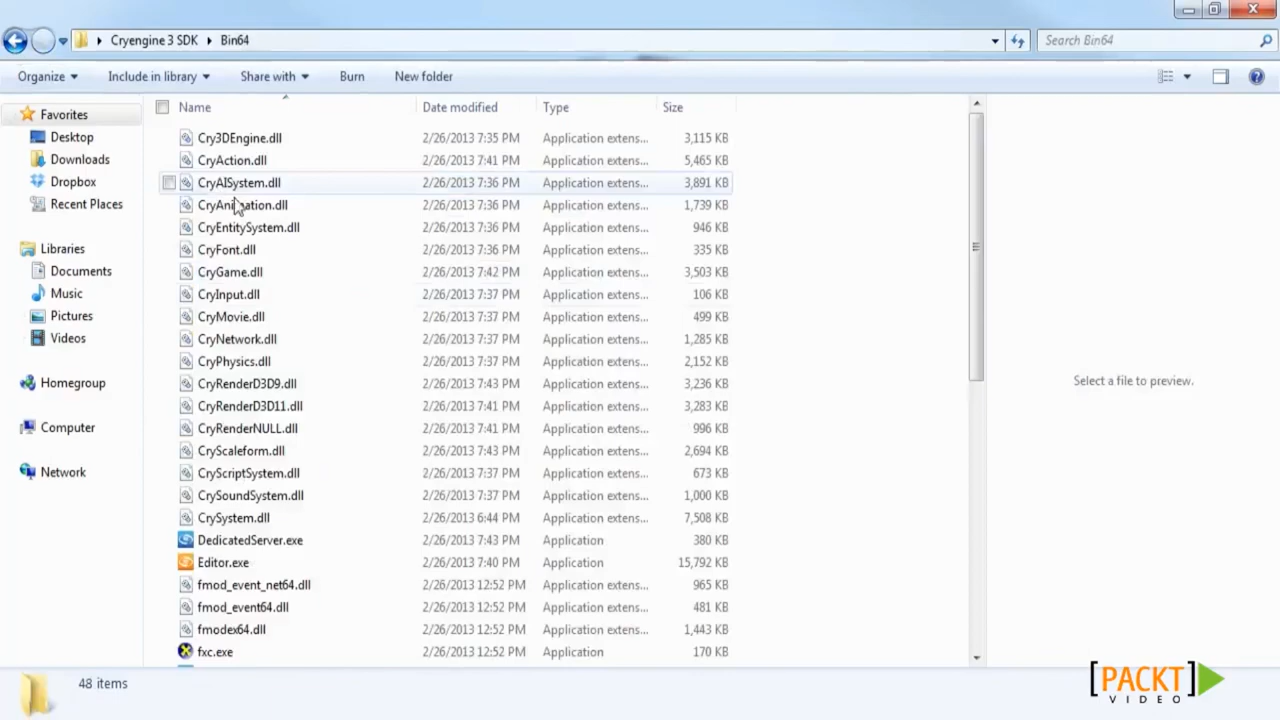 Cryengine 3 SDK Bin64
Search Bin64
Organize Include in library Share with Burn New folder
Favorites
Desktop
Downloads
Dropbox
Recent Places
Libraries
Documents
Music
Pictures
Videos
Homegroup
Computer
Network
Name Date modified Type Size
Cry3DEngine.dll 2/26/2013 7:35 PM Application extens... 3,115 KB
CryAction.dll 2/26/2013 7:41 PM Application extens... 5,465 KB
CryAISystem.dll 2/26/2013 7:36 PM Application extens... 3,891 KB
CryAnimation.dll 2/26/2013 7:36 PM Application extens... 1,739 KB
CryEntitySystem.dll 2/26/2013 7:36 PM Application extens... 946 KB
CryFont.dll 2/26/2013 7:36 PM Application extens... 335 KB
CryGame.dll 2/26/2013 7:42 PM Application extens... 3,503 KB
CryInput.dll 2/26/2013 7:37 PM Application extens... 106 KB
CryMovie.dll 2/26/2013 7:37 PM Application extens... 499 KB
CryNetwork.dll 2/26/2013 7:37 PM Application extens... 1,285 KB
CryPhysics.dll 2/26/2013 7:37 PM Application extens... 2,152 KB
CryRenderD3D9.dll 2/26/2013 7:43 PM Application extens... 3,236 KB
CryRenderD3D11.dll 2/26/2013 7:41 PM Application extens... 3,283 KB
CryRenderNULL.dll 2/26/2013 7:41 PM Application extens... 996 KB
CryScaleform.dll 2/26/2013 7:43 PM Application extens... 2,694 KB
CryScriptSystem.dll 2/26/2013 7:37 PM Application extens... 673 KB
CrySoundSystem.dll 2/26/2013 7:37 PM Application extens... 1,000 KB
CrySystem.dll 2/26/2013 6:44 PM Application extens... 7,508 KB
DedicatedServer.exe 2/26/2013 7:43 PM Application 380 KB
Editor.exe 2/26/2013 7:40 PM Application 15,792 KB
fmod_event_net64.dll 2/26/2013 12:52 PM Application extens... 965 KB
fmod_event64.dll 2/26/2013 12:52 PM Application extens... 481 KB
fmodex64.dll 2/26/2013 12:52 PM Application extens... 1,443 KB
fxc.exe 2/26/2013 12:52 PM Application 170 KB
Select a file to preview.
48 items
[PACKT]
VIDEO